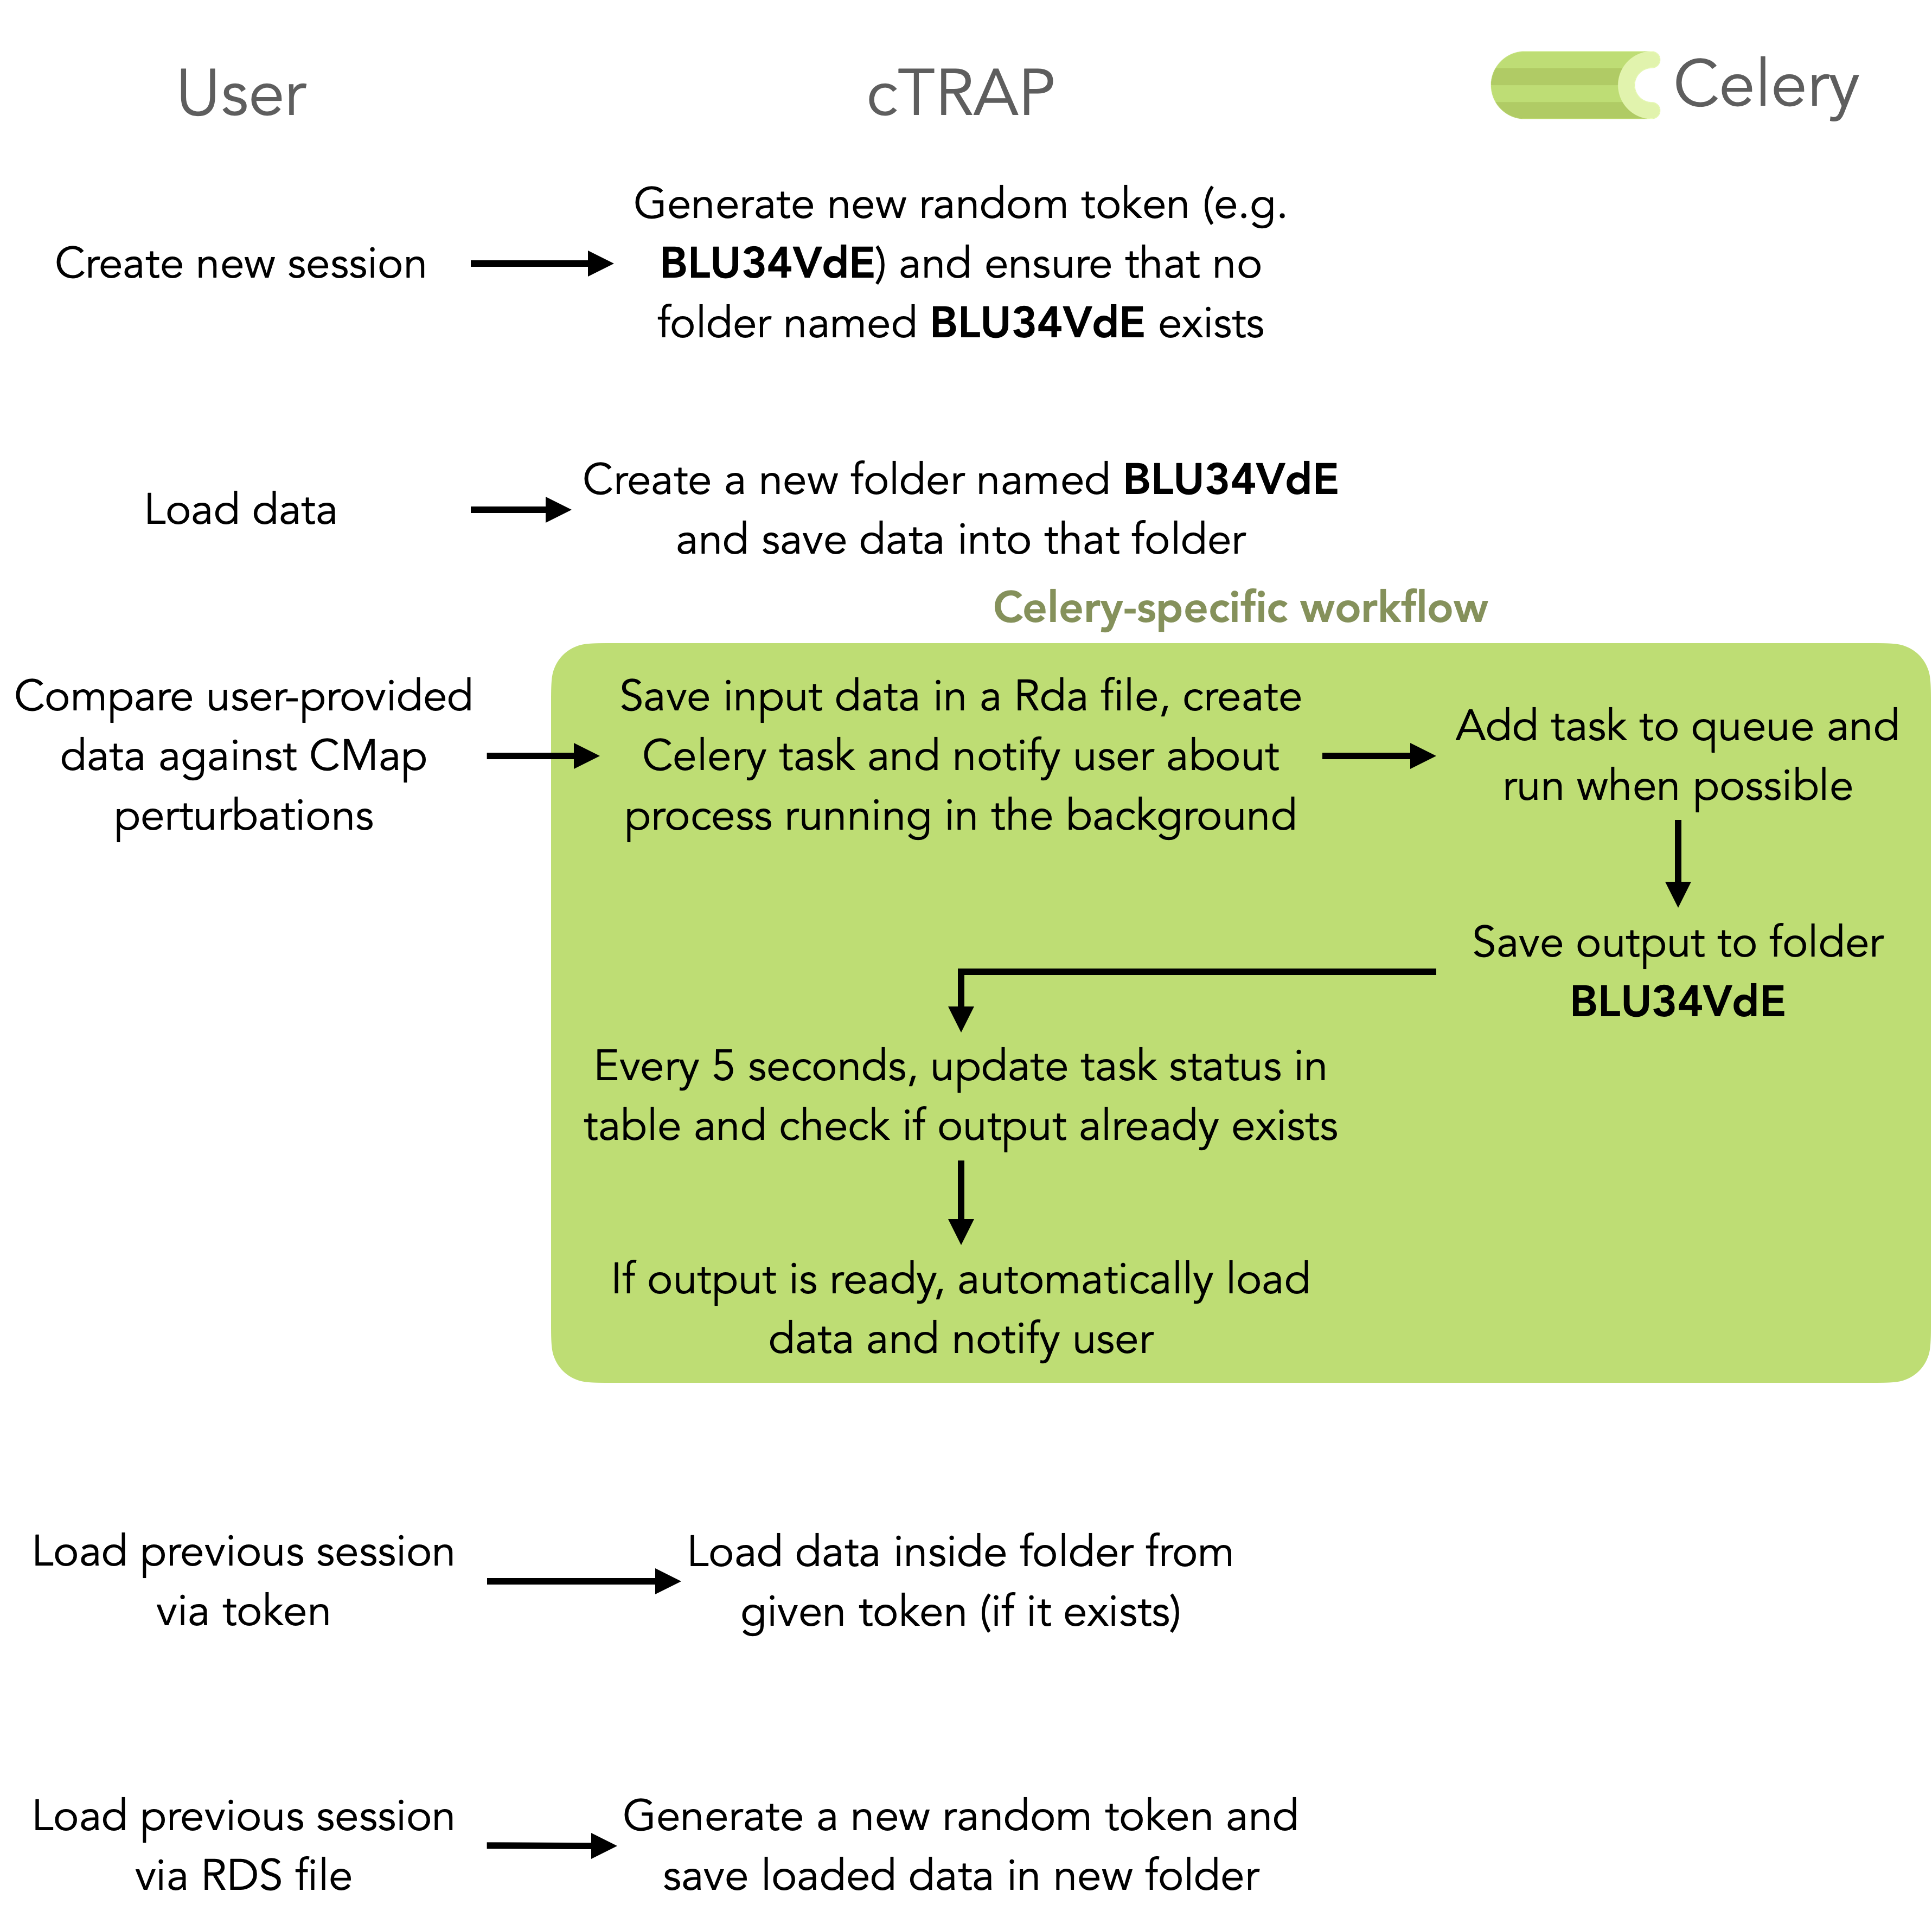 User
cTRAP
Celery
Create new session
Generate new random token (e.g.
BLU34VdE) and ensure that no
folder named BLU34VdE exists
Load data
Create a new folder named BLU34VdE
and save data into that folder
Celery-specific workflow
Compare user-provided
data against CMap
perturbations
Save input data in a Rda file, create
Celery task and notify user about
process running in the background
Add task to queue and
run when possible
Save output to folder
BLU34VdE
Every 5 seconds, update task status in
table and check if output already exists
If output is ready, automatically load
data and notify user
Load previous session
via token
Load data inside folder from
given token (if it exists)
Load previous session
via RDS file
Generate a new random token and
save loaded data in new folder